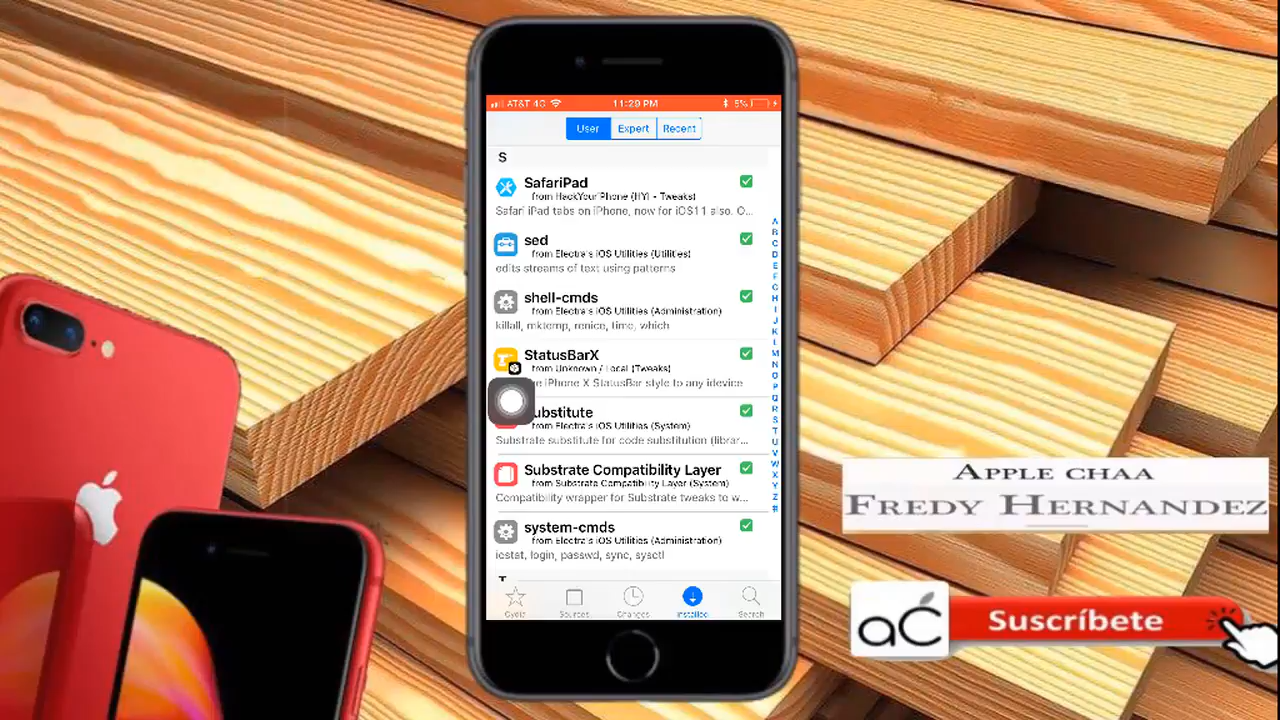 AT&T 4G 11:29 PM 5%
User Expert Recent
S
SafariPad
from HackYouriPhone (HYI - Tweaks)
Safari iPad tabs on iPhone, now for iOS11 also. O...
sed
from Electra's iOS Utilities (Utilities)
edits streams of text using patterns
shell-cmds
from Electra's iOS Utilities (Administration)
killall, mktemp, renice, time, which
StatusBarX
from Unknown / Local (Tweaks)
iPhone X StatusBar style to any idevice
ubstitute
from Electra's iOS Utilities (System)
Substrate substitute for code substitution (librar...
Substrate Compatibility Layer
from Substrate Compatibility Layer (System)
Compatibility wrapper for Substrate tweaks to w...
system-cmds
from Electra's iOS Utilities (Administration)
iostat, login, passwd, sync, sysctl
T
A
B
C
D
E
F
G
H
I
J
K
L
M
N
O
P
Q
R
S
T
U
V
W
X
Y
Z
#
Cydia Sources Changes Installed Search
APPLE CHAA
FREDY HERNANDEZ
aC Suscríbete